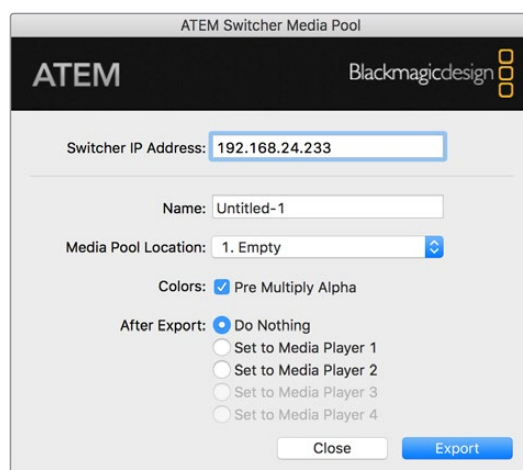 ATEM Switcher Media Pool
ATEM
Blackmagicdesign
Switcher IP Address: 192.168.24.233
Name: Untitled-1
Media Pool Location: 1. Empty
Colors: Pre Multiply Alpha
After Export: Do Nothing
Set to Media Player 1
Set to Media Player 2
Set to Media Player 3
Set to Media Player 4
Close Export